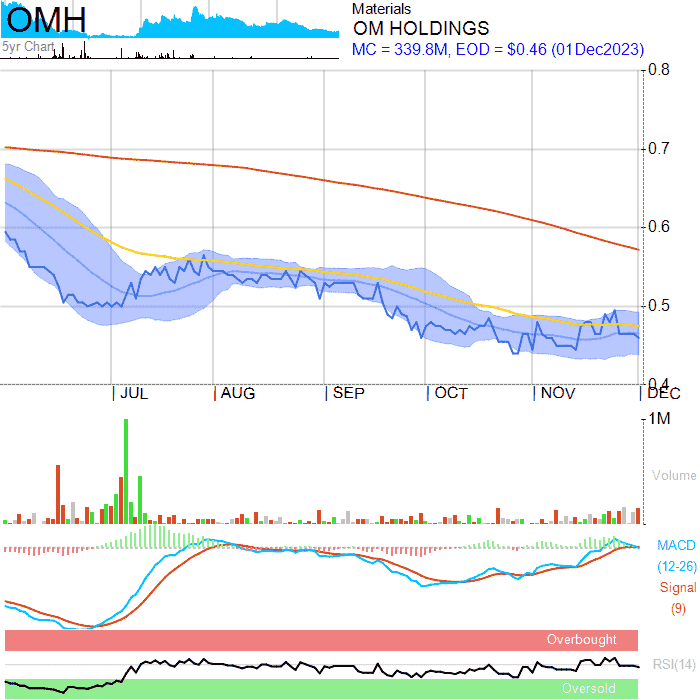 OMH
5yr Chart
Materials
OM HOLDINGS
MC = 339.8M, EOD = $0.46 (01Dec2023)
0.8
0.7
0.6
0.5
0.4
JUL AUG SEP OCT NOV DEC
1M
Volume
MACD
(12-26)
Signal
(9)
Overbought
RSI(14)
Oversold